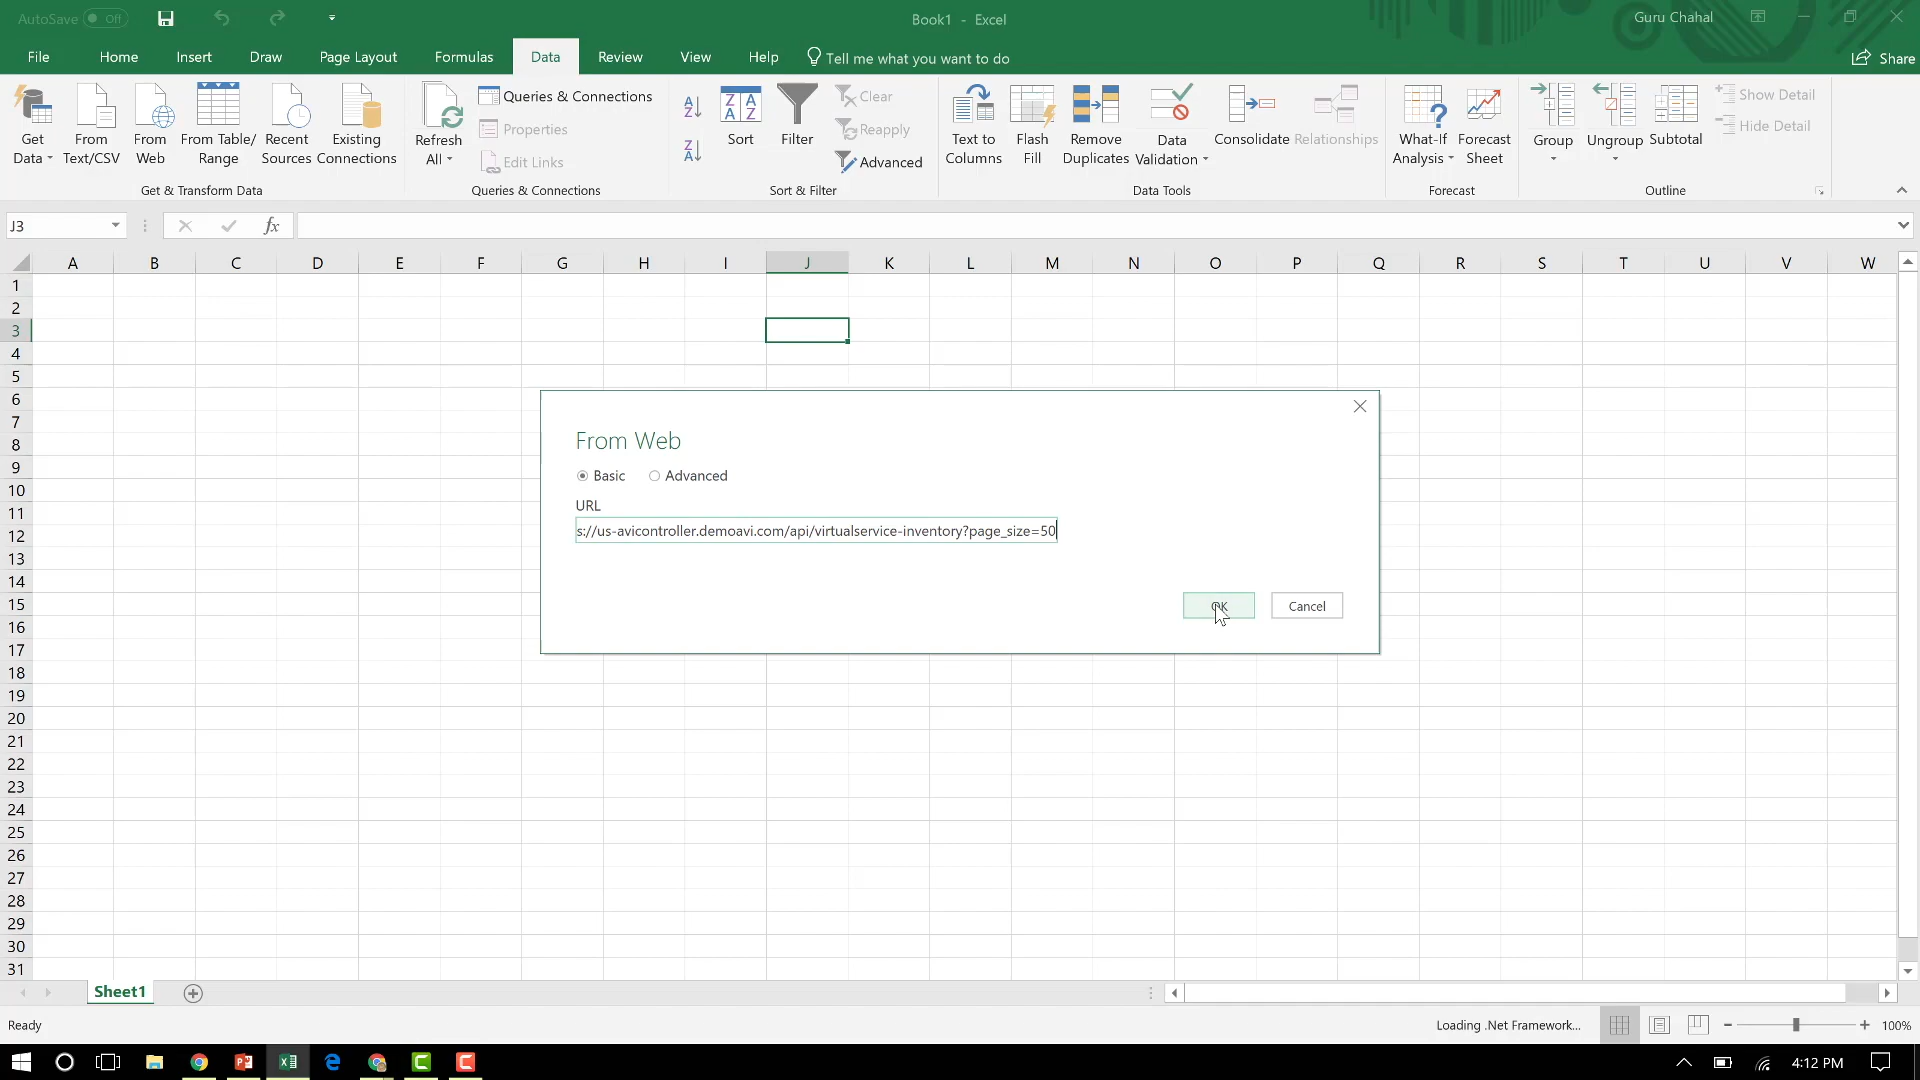 AutoSave Off
Book1 - Excel
Guru Chahal
File Home Insert Draw Page Layout Formulas Data Review View Help Tell me what you want to do Share
Get Data
From Text/CSV
From Web
From Table/ Range
Recent Sources
Existing Connections
Get & Transform Data
Refresh All
Queries & Connections
Properties
Edit Links
Queries & Connections
Sort
Filter
Clear
Reapply
Advanced
Sort & Filter
Text to Columns
Flash Fill
Remove Duplicates
Data Validation
Consolidate
Relationships
Data Tools
What-If Analysis
Forecast Sheet
Forecast
Group
Ungroup
Subtotal
Show Detail
Hide Detail
Outline
J3
fx
A B C D E F G H I J K L M N O P Q R S T U V W
1
2
3
4
5
6
7
8
9
10
11
12
13
14
15
16
17
18
19
20
21
22
23
24
25
26
27
28
29
30
31
From Web
Basic Advanced
URL
s://us-avicontroller.demoavi.com/api/virtualservice-inventory?page_size=50
OK Cancel
Sheet1
Ready
Loading .Net Framework...
100%
4:12 PM